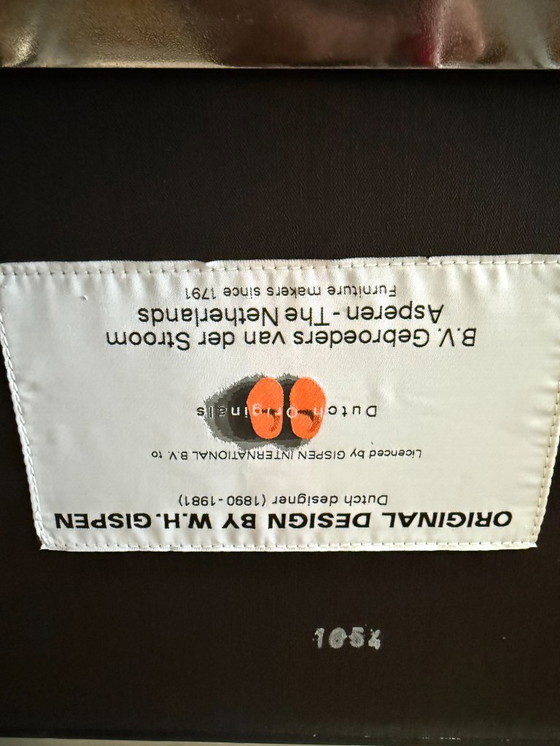 ORIGINAL DESIGN BY W.H.GISPEN
Dutch designer (1890-1981)
Licenced by GISPEN INTERNATIONAL B.V. to
Dutch Originals
B.V. Gebroeders van der Stroom
Asperen - The Netherlands
Furniture makers since 1791
1054